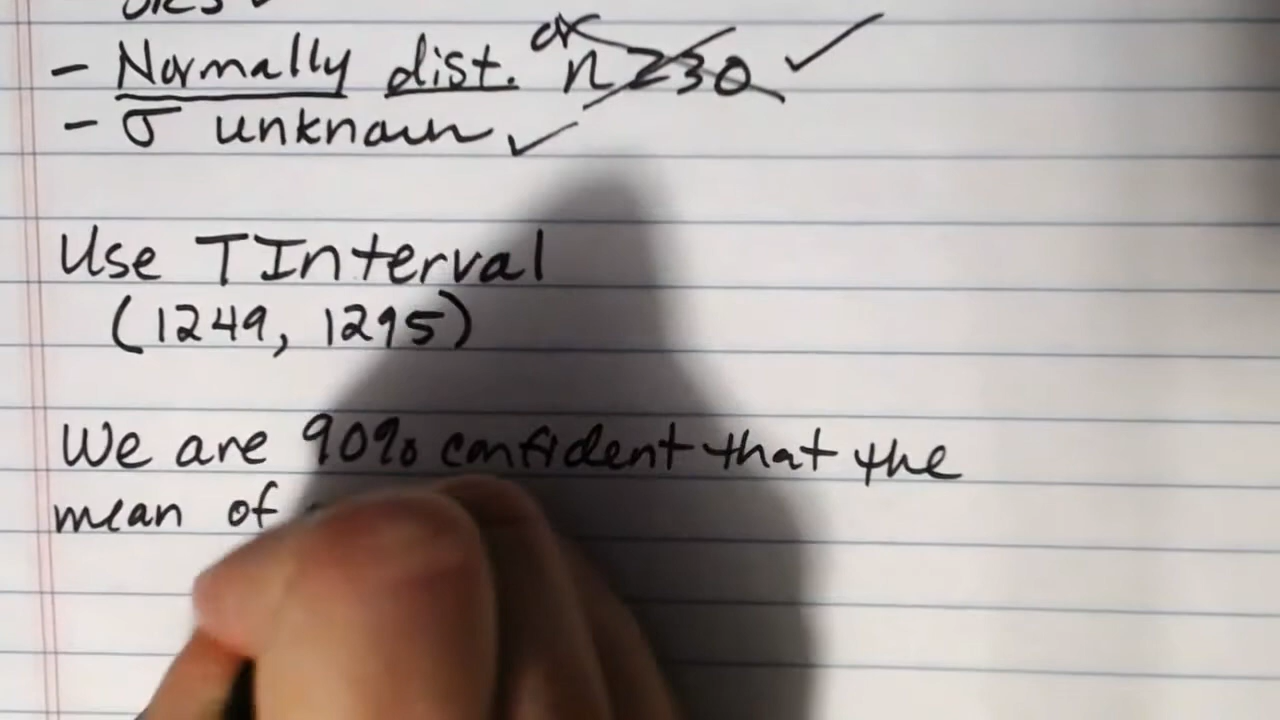 - Normally dist. or n≥30 ✓
- σ unknown ✓
Use TInterval
(1249, 1295)
We are 90% confident that the
mean of